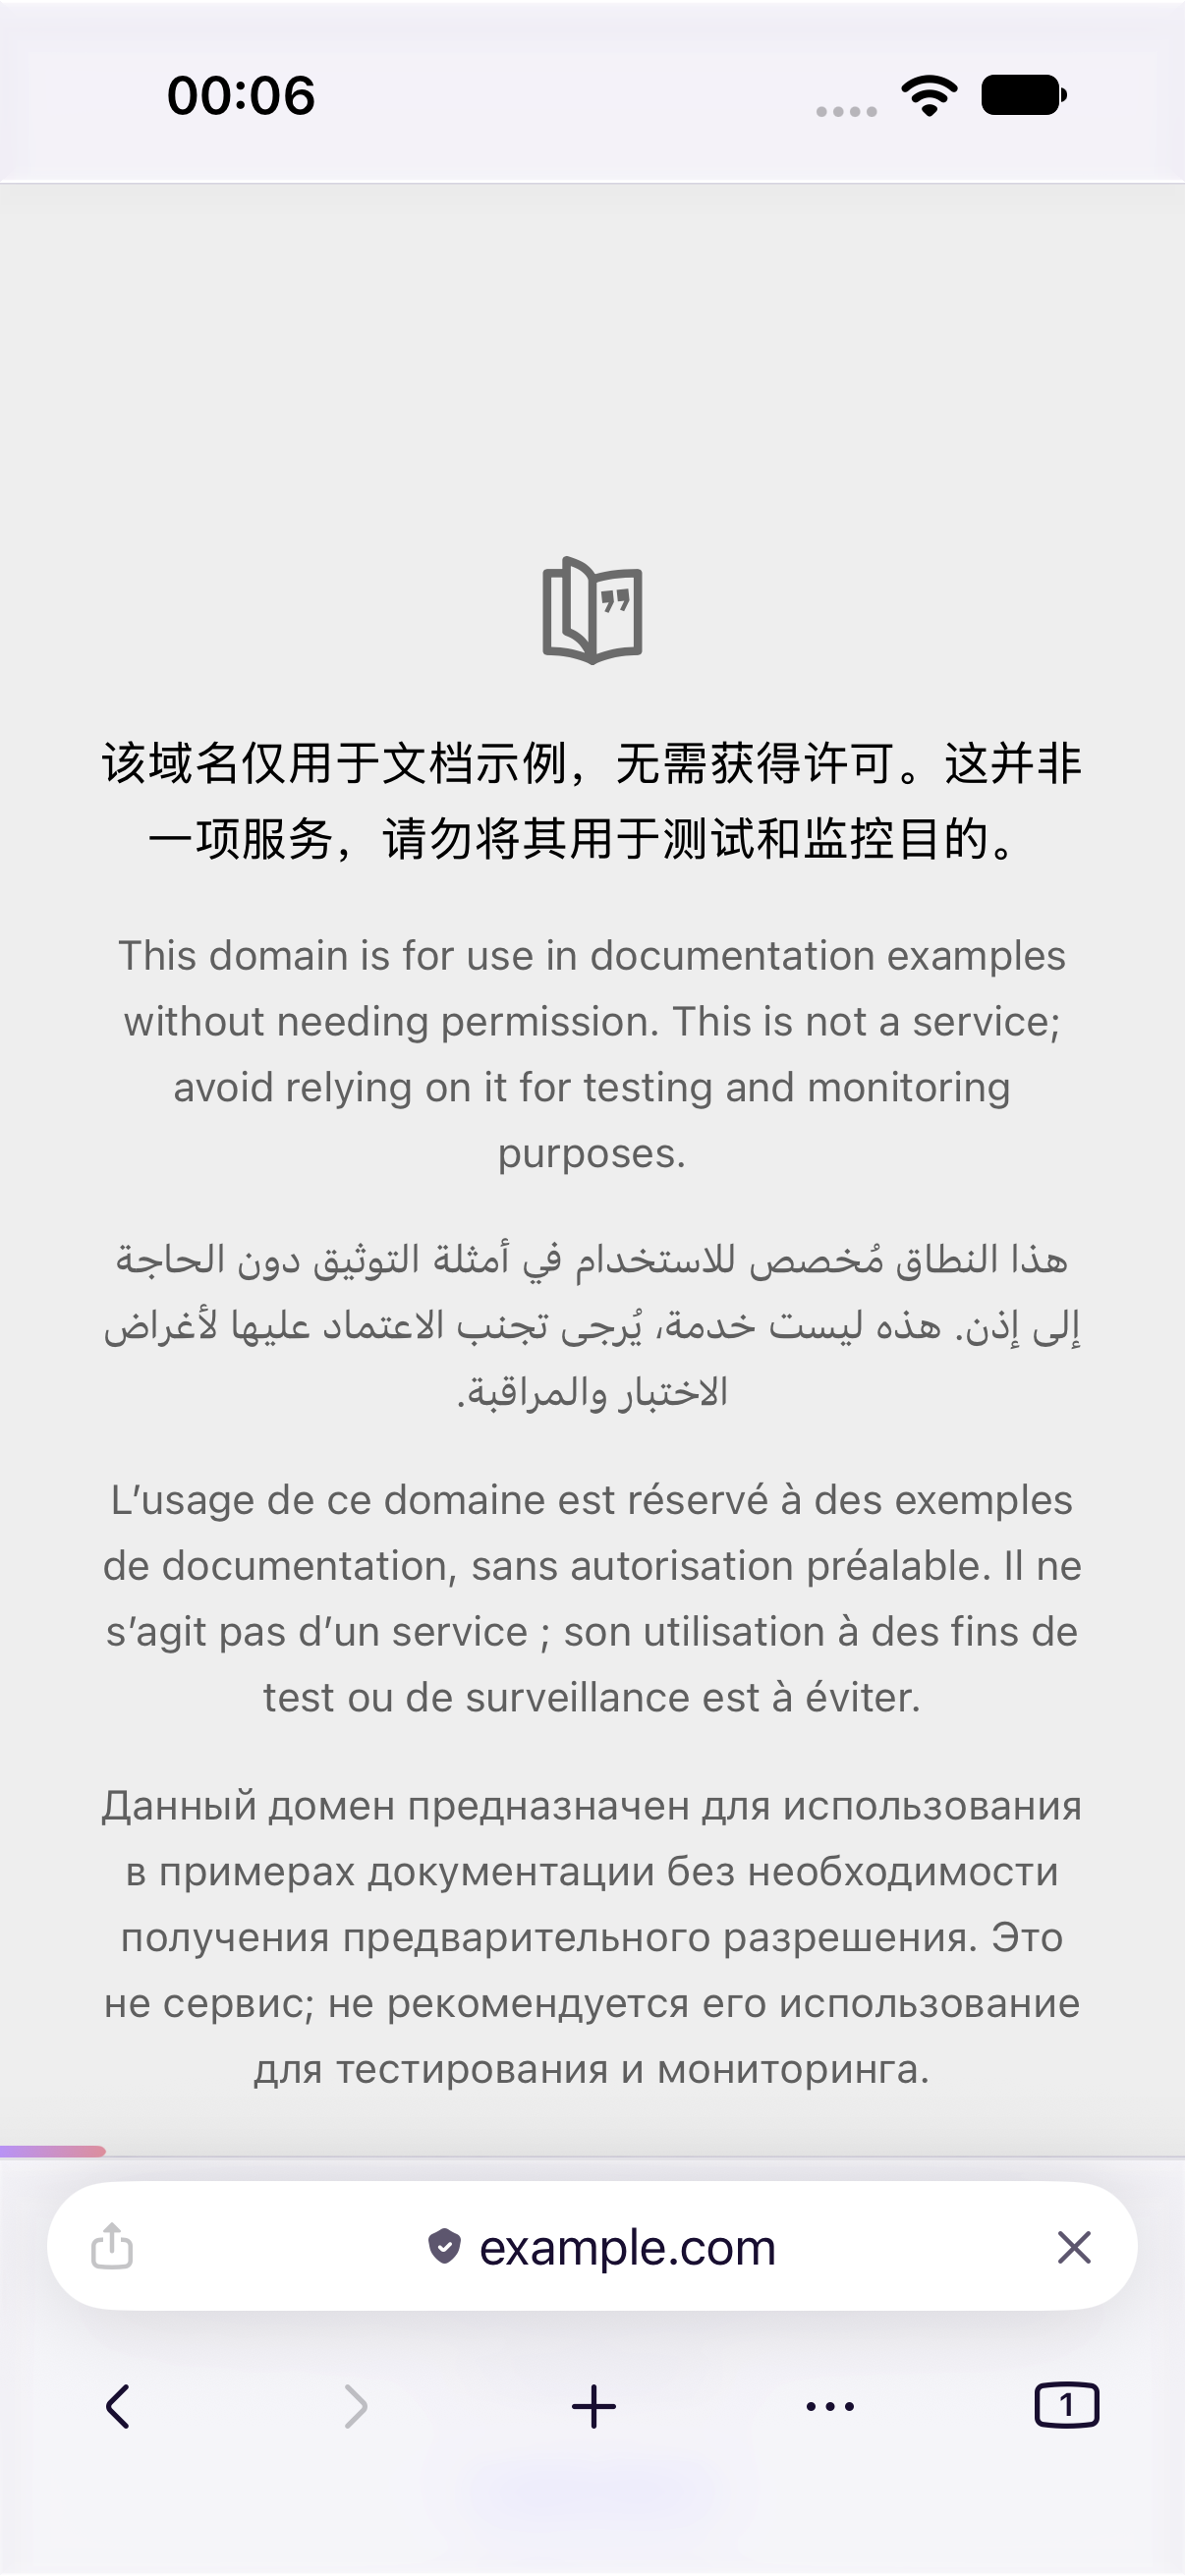 00:06
该域名仅用于文档示例，无需获得许可。这并非
一项服务，请勿将其用于测试和监控目的。
This domain is for use in documentation examples
without needing permission. This is not a service;
avoid relying on it for testing and monitoring
purposes.
هذا النطاق مُخصص للاستخدام في أمثلة التوثيق دون الحاجة
إلى إذن. هذه ليست خدمة، يُرجى تجنب الاعتماد عليها لأغراض
الاختبار والمراقبة.
L’usage de ce domaine est réservé à des exemples
de documentation, sans autorisation préalable. Il ne
s’agit pas d’un service ; son utilisation à des fins de
test ou de surveillance est à éviter.
Данный домен предназначен для использования
в примерах документации без необходимости
получения предварительного разрешения. Это
не сервис; не рекомендуется его использование
для тестирования и мониторинга.
example.com
1